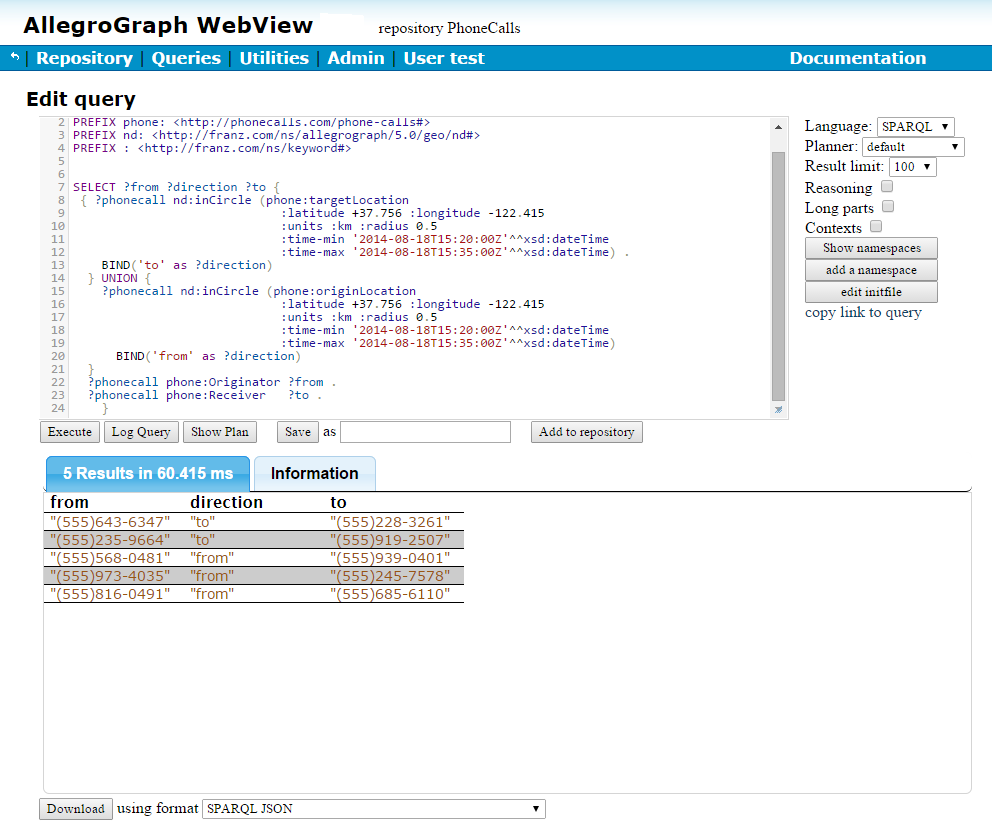 AllegroGraph WebView repository PhoneCalls
Repository | Queries | Utilities | Admin | User test Documentation
Edit query
2 PREFIX phone: <http://phonecalls.com/phone-calls#>
3 PREFIX nd: <http://franz.com/ns/allegrograph/5.0/geo/nd#>
4 PREFIX : <http://franz.com/ns/keyword#>
5
6
7 SELECT ?from ?direction ?to {
8 { ?phonecall nd:inCircle (phone:targetLocation
9 :latitude +37.756 :longitude -122.415
10 :units :km :radius 0.5
11 :time-min '2014-08-18T15:20:00Z'^^xsd:dateTime
12 :time-max '2014-08-18T15:35:00Z'^^xsd:dateTime) .
13 BIND('to' as ?direction)
14 } UNION {
15 ?phonecall nd:inCircle (phone:originLocation
16 :latitude +37.756 :longitude -122.415
17 :units :km :radius 0.5
18 :time-min '2014-08-18T15:20:00Z'^^xsd:dateTime
19 :time-max '2014-08-18T15:35:00Z'^^xsd:dateTime)
20 BIND('from' as ?direction)
21 }
22 ?phonecall phone:Originator ?from .
23 ?phonecall phone:Receiver ?to .
24 }
Language: SPARQL
Planner: default
Result limit: 100
Reasoning
Long parts
Contexts
Show namespaces
add a namespace
edit initfile
copy link to query
Execute Log Query Show Plan Save as Add to repository
5 Results in 60.415 ms Information
from direction to
"(555)643-6347" "to" "(555)228-3261"
"(555)235-9664" "to" "(555)919-2507"
"(555)568-0481" "from" "(555)939-0401"
"(555)973-4035" "from" "(555)245-7578"
"(555)816-0491" "from" "(555)685-6110"
Download using format SPARQL JSON